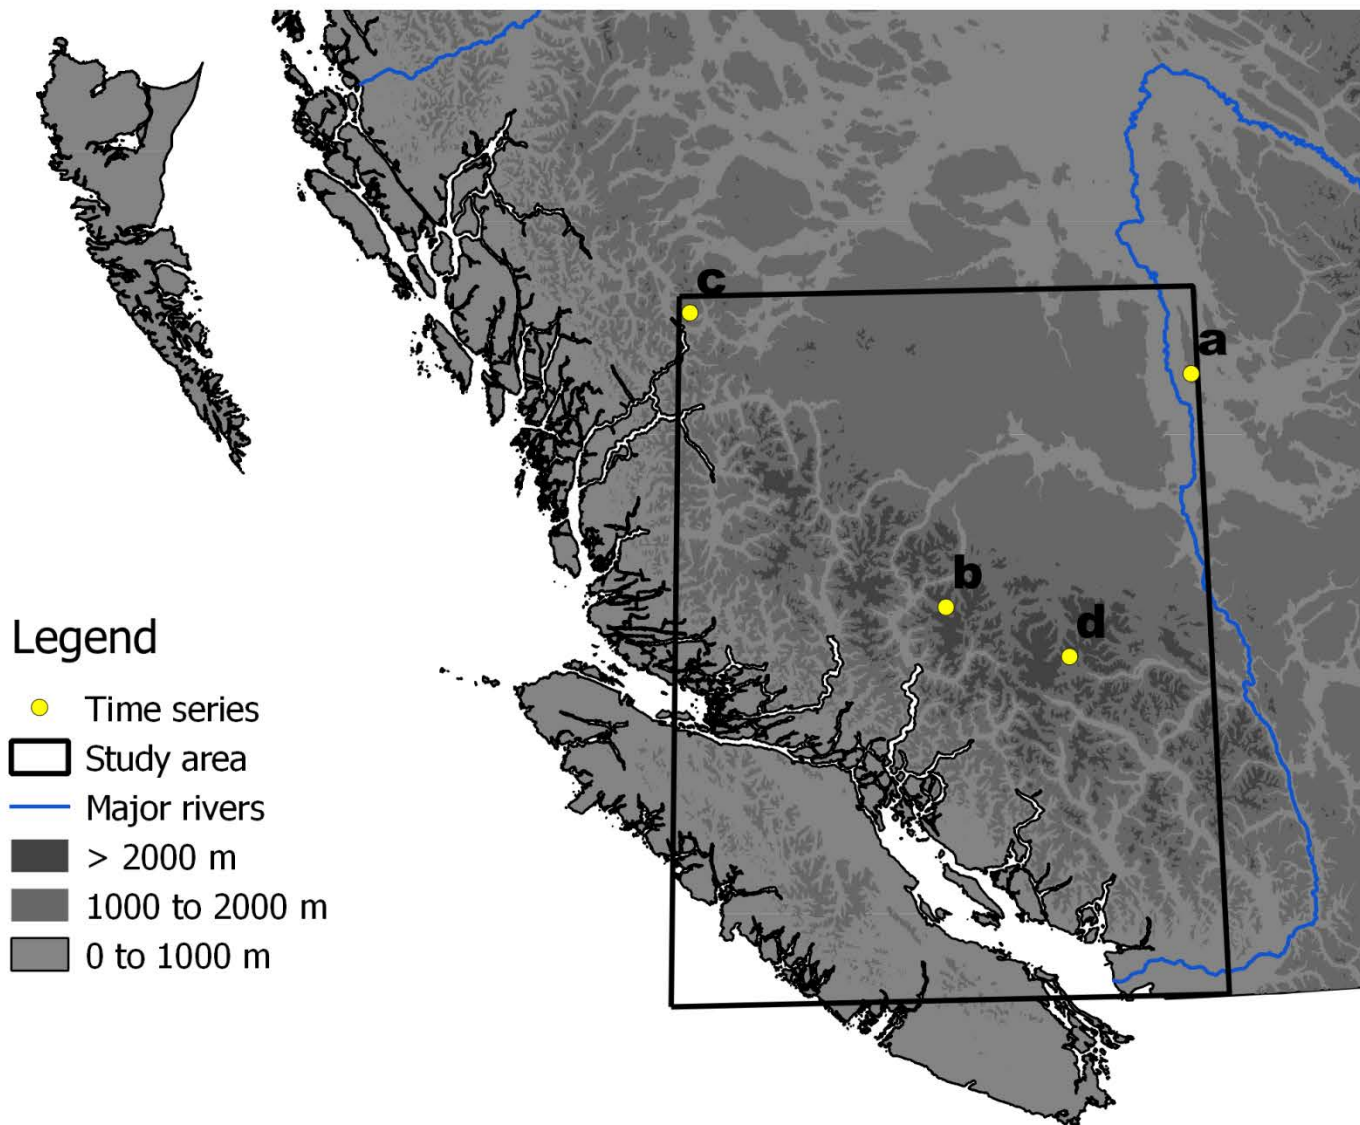 c
a
b
d
Legend
Time series
Study area
Major rivers
> 2000 m
1000 to 2000 m
0 to 1000 m